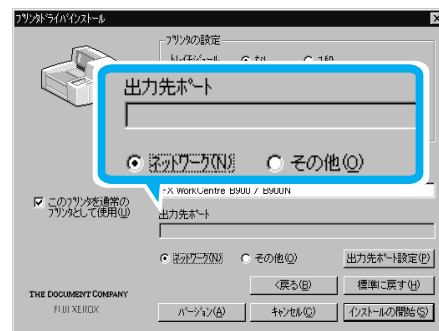 プリンタドライバインストール
プリンタの設定
出力先ポート
ネットワーク(N)
その他(O)
FX WorkCentre B900 / B900N
このプリンタを通常の
プリンタとして使用(U)
出力先ポート
ネットワーク(N)
その他(O)
出力先ポート設定(P)
<戻る(B)
標準に戻す(H)
THE DOCUMENT COMPANY
FUJI XEROX
バージョン(A)
キャンセル(C)
インストールの開始(S)